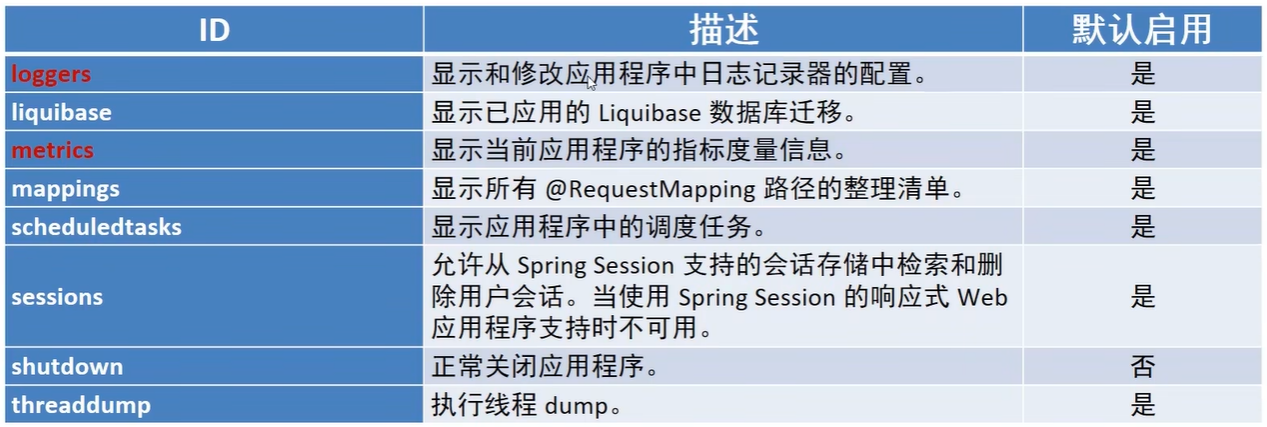 ID 描述 默认启用
loggers 显示和修改应用程序中日志记录器的配置。 是
liquibase 显示已应用的 Liquibase 数据库迁移。 是
metrics 显示当前应用程序的指标度量信息。 是
mappings 显示所有 @RequestMapping 路径的整理清单。 是
scheduledtasks 显示应用程序中的调度任务。 是
sessions 允许从 Spring Session 支持的会话存储中检索和删
除用户会话。当使用 Spring Session 的响应式 Web 是
应用程序支持时不可用。
shutdown 正常关闭应用程序。 否
threaddump 执行线程 dump。 是